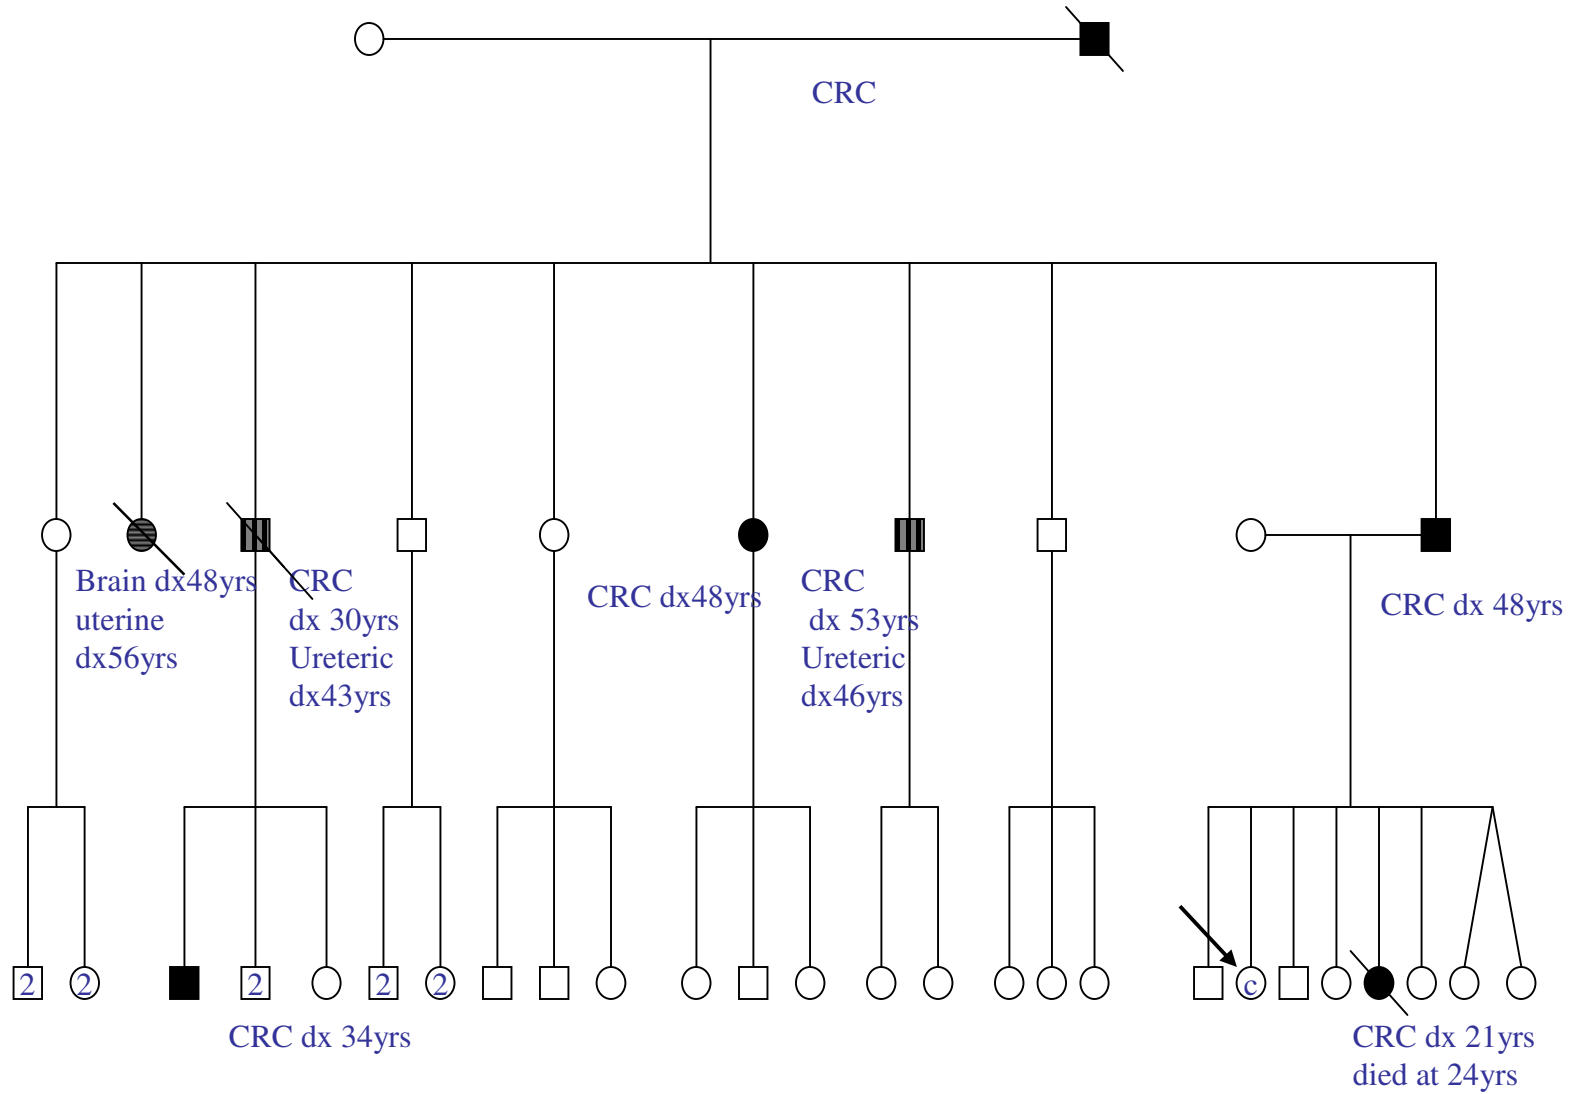 CRC
Brain dx48yrs
uterine
dx56yrs
CRC
dx 30yrs
Ureteric
dx43yrs
CRC dx48yrs
CRC
dx 53yrs
Ureteric
dx46yrs
CRC dx 48yrs
2
2
2
2
2
c
CRC dx 34yrs
CRC dx 21yrs
died at 24yrs